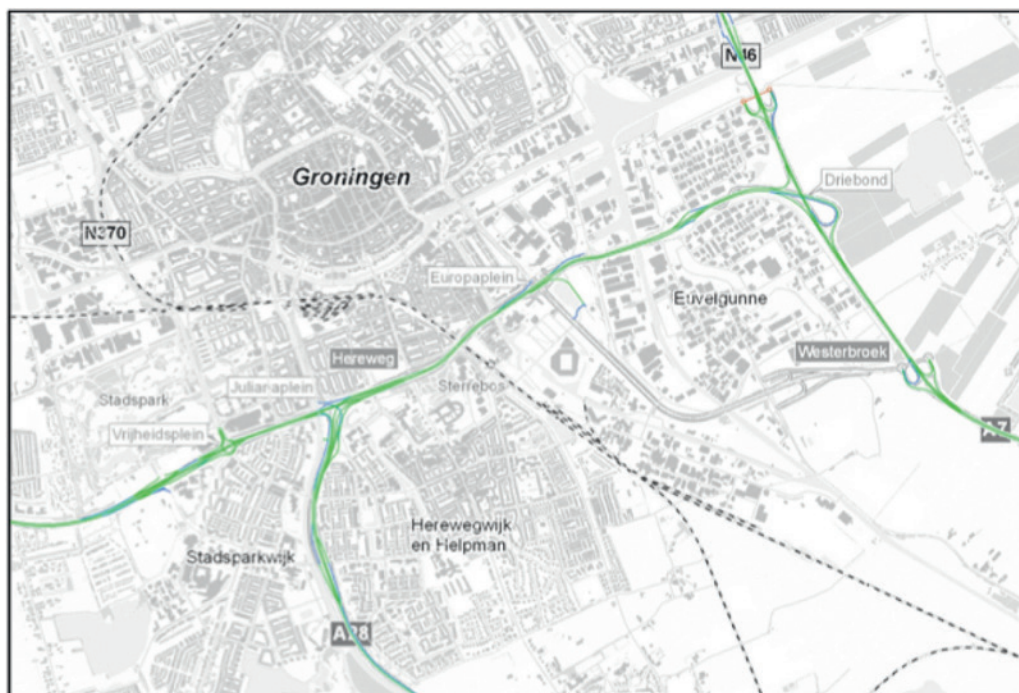 N46
Groningen
Driebond
N370
Europaplein
Euvelgunne
Hereweg
Westerbroek
Julianaplein
Sterrebos
Stadspark
Vrijheidsplein
A7
Herewegwijk
en Helpman
Stadsparkwijk
A28